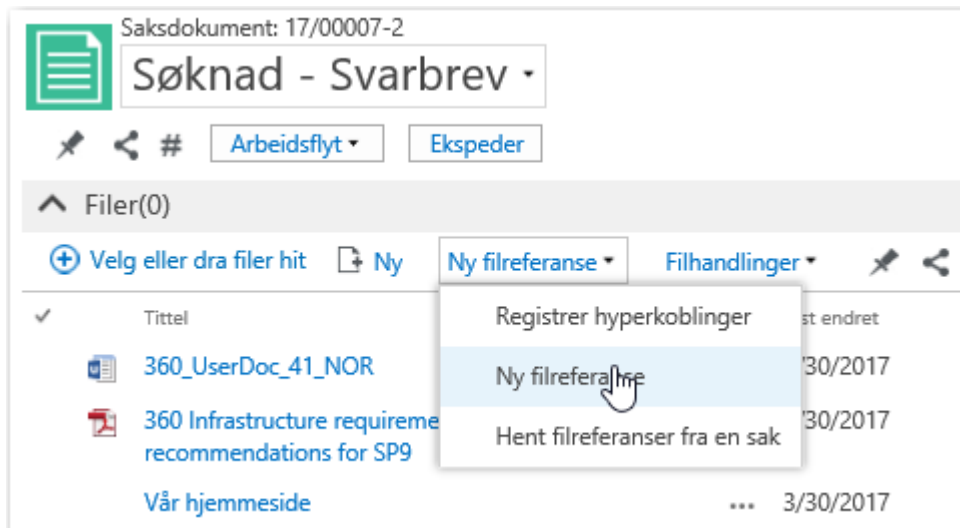 Saksdokument: 17/00007-2
Søknad - Svarbrev
# Arbeidsflyt Ekspeder
Filer(0)
Velg eller dra filer hit Ny Ny filreferanse Filhandlinger
Tittel st endret
Registrer hyperkoblinger
360_UserDoc_41_NOR /30/2017
Ny filreferanse
360 Infrastructure requireme /30/2017
recommendations for SP9
Hent filreferanser fra en sak
Vår hjemmeside ... 3/30/2017